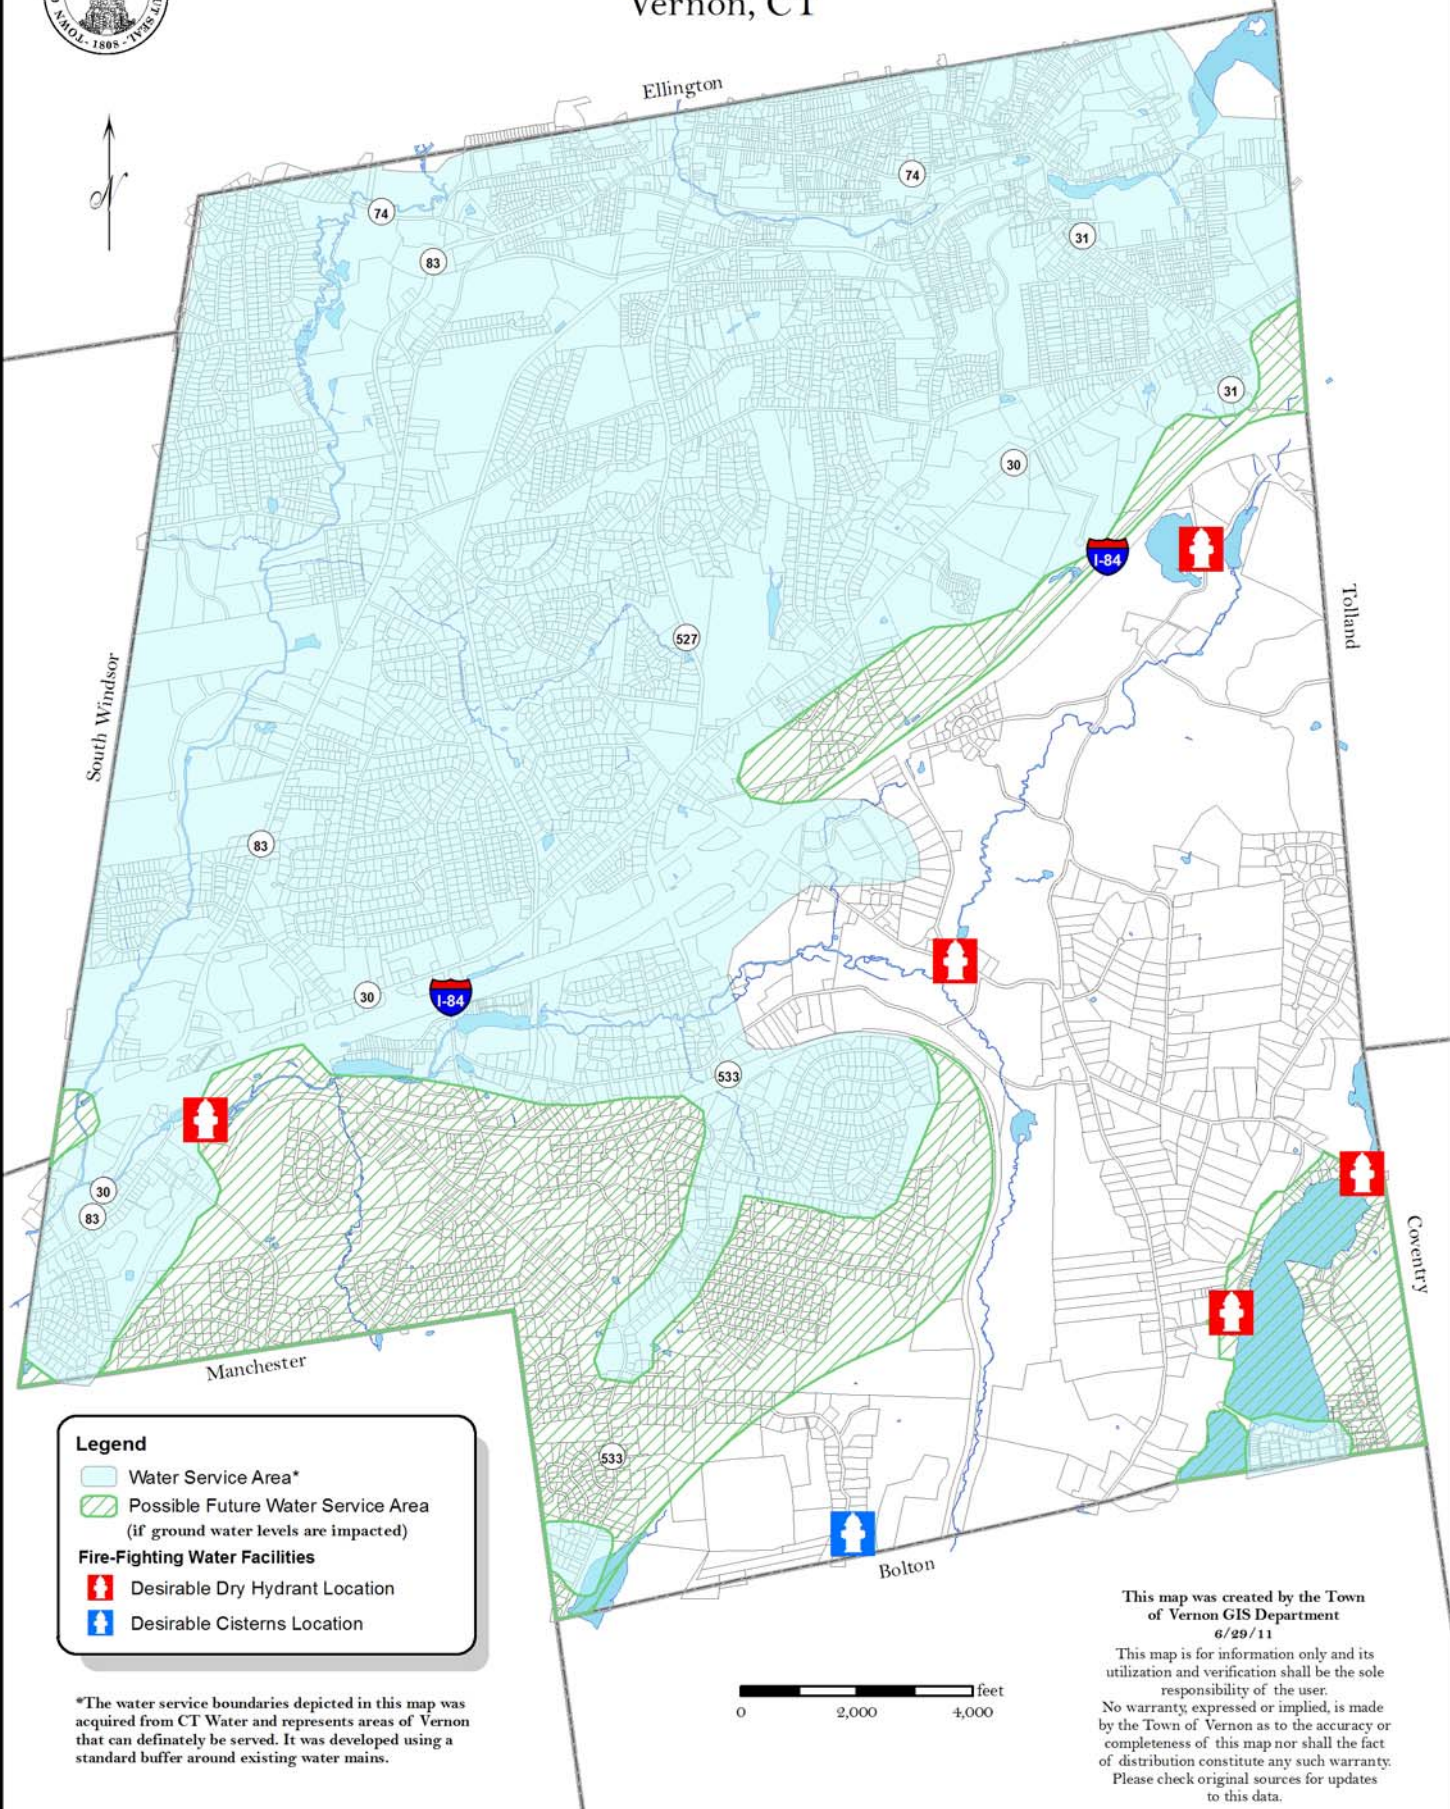 Vernon, CT
TOWN
- 1808 -
SEAL
Ellington
N
74
74
83
31
31
30
I-84
Tolland
527
South Windsor
83
30
I-84
533
30
83
Coventry
Manchester
533
Bolton
Legend
Water Service Area*
Possible Future Water Service Area
(if ground water levels are impacted)
Fire-Fighting Water Facilities
Desirable Dry Hydrant Location
Desirable Cisterns Location
*The water service boundaries depicted in this map was
acquired from CT Water and represents areas of Vernon
that can definately be served. It was developed using a
standard buffer around existing water mains.
feet
0 2,000 4,000
This map was created by the Town
of Vernon GIS Department
6/29/11
This map is for information only and its
utilization and verification shall be the sole
responsibility of the user.
No warranty, expressed or implied, is made
by the Town of Vernon as to the accuracy or
completeness of this map nor shall the fact
of distribution constitute any such warranty.
Please check original sources for updates
to this data.